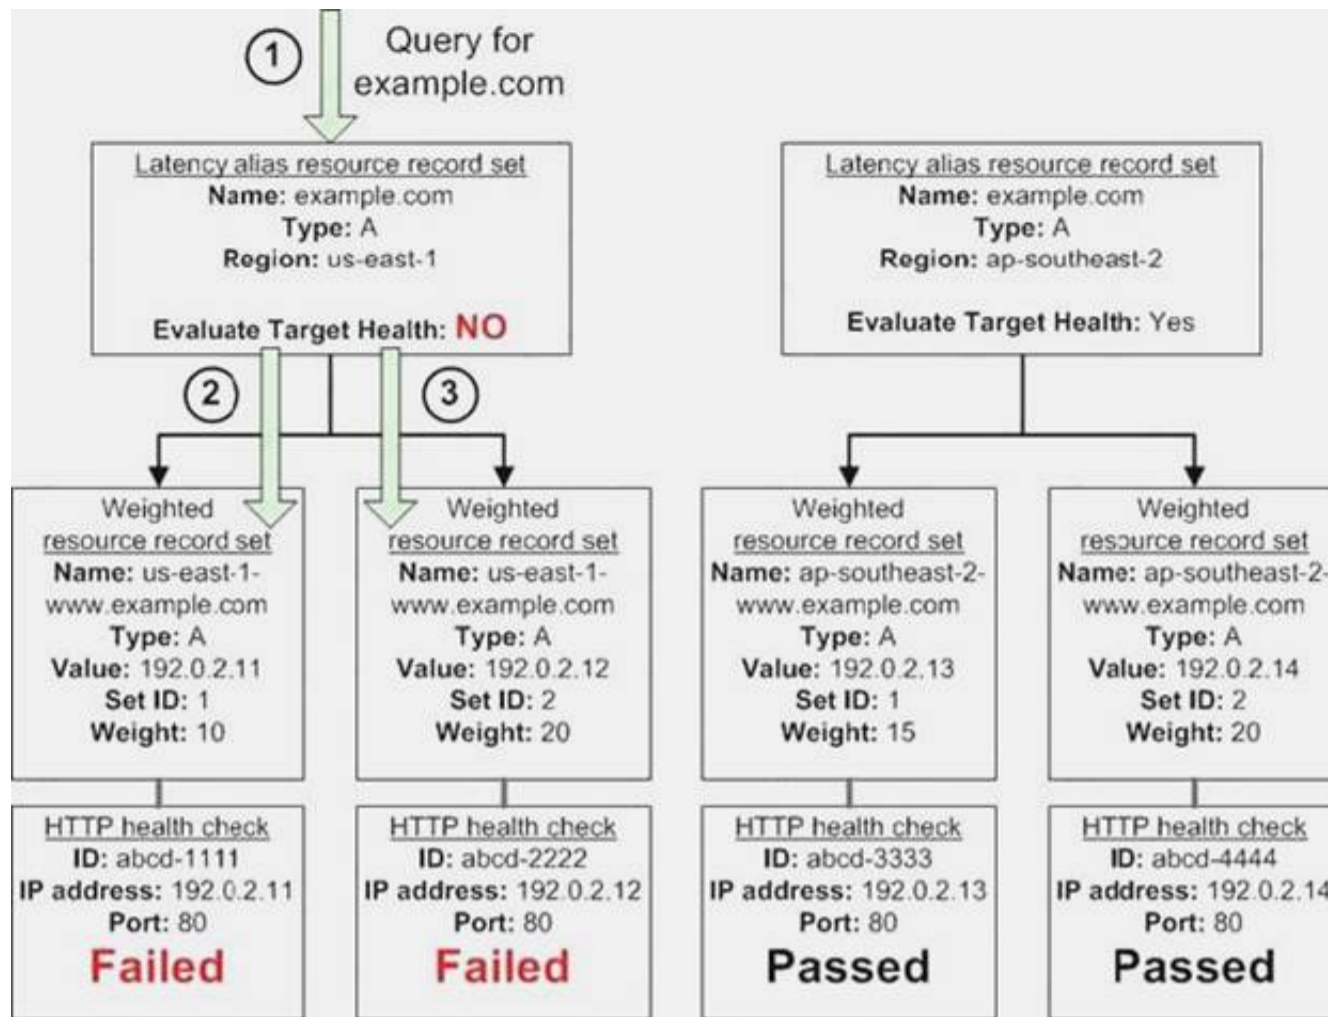 1
Query for
example.com
Latency alias resource record set
Name: example.com
Type: A
Region: us-east-1
Evaluate Target Health: NO
Latency alias resource record set
Name: example.com
Type: A
Region: ap-southeast-2
Evaluate Target Health: Yes
2
3
Weighted
resource record set
Name: us-east-1-
www.example.com
Type: A
Value: 192.0.2.11
Set ID: 1
Weight: 10
Weighted
resource record set
Name: us-east-1-
www.example.com
Type: A
Value: 192.0.2.12
Set ID: 2
Weight: 20
Weighted
resource record set
Name: ap-southeast-2-
www.example.com
Type: A
Value: 192.0.2.13
Set ID: 1
Weight: 15
Weighted
resource record set
Name: ap-southeast-2-
www.example.com
Type: A
Value: 192.0.2.14
Set ID: 2
Weight: 20
HTTP health check
ID: abcd-1111
IP address: 192.0.2.11
Port: 80
Failed
HTTP health check
ID: abcd-2222
IP address: 192.0.2.12
Port: 80
Failed
HTTP health check
ID: abcd-3333
IP address: 192.0.2.13
Port: 80
Passed
HTTP health check
ID: abcd-4444
IP address: 192.0.2.14
Port: 80
Passed